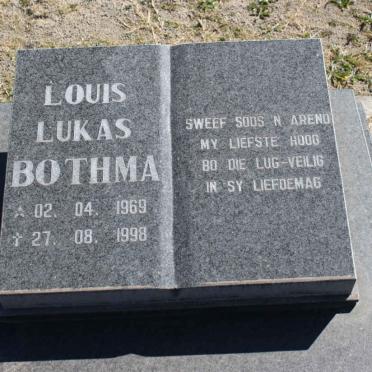 LOUIS
LUKAS
BOTHMA
☆ 02. 04. 1969
✝ 27. 08. 1998
SWEEF SOOS N AREND
MY LIEFSTE HOOG
BO DIE LUG-VEILIG
IN SY LIEFDEMAG